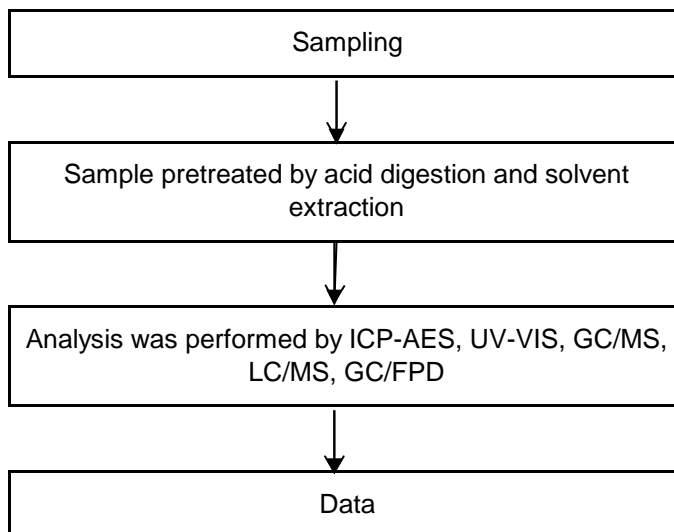 Sampling
Sample pretreated by acid digestion and solvent
extraction
Analysis was performed by ICP-AES, UV-VIS, GC/MS,
LC/MS, GC/FPD
Data